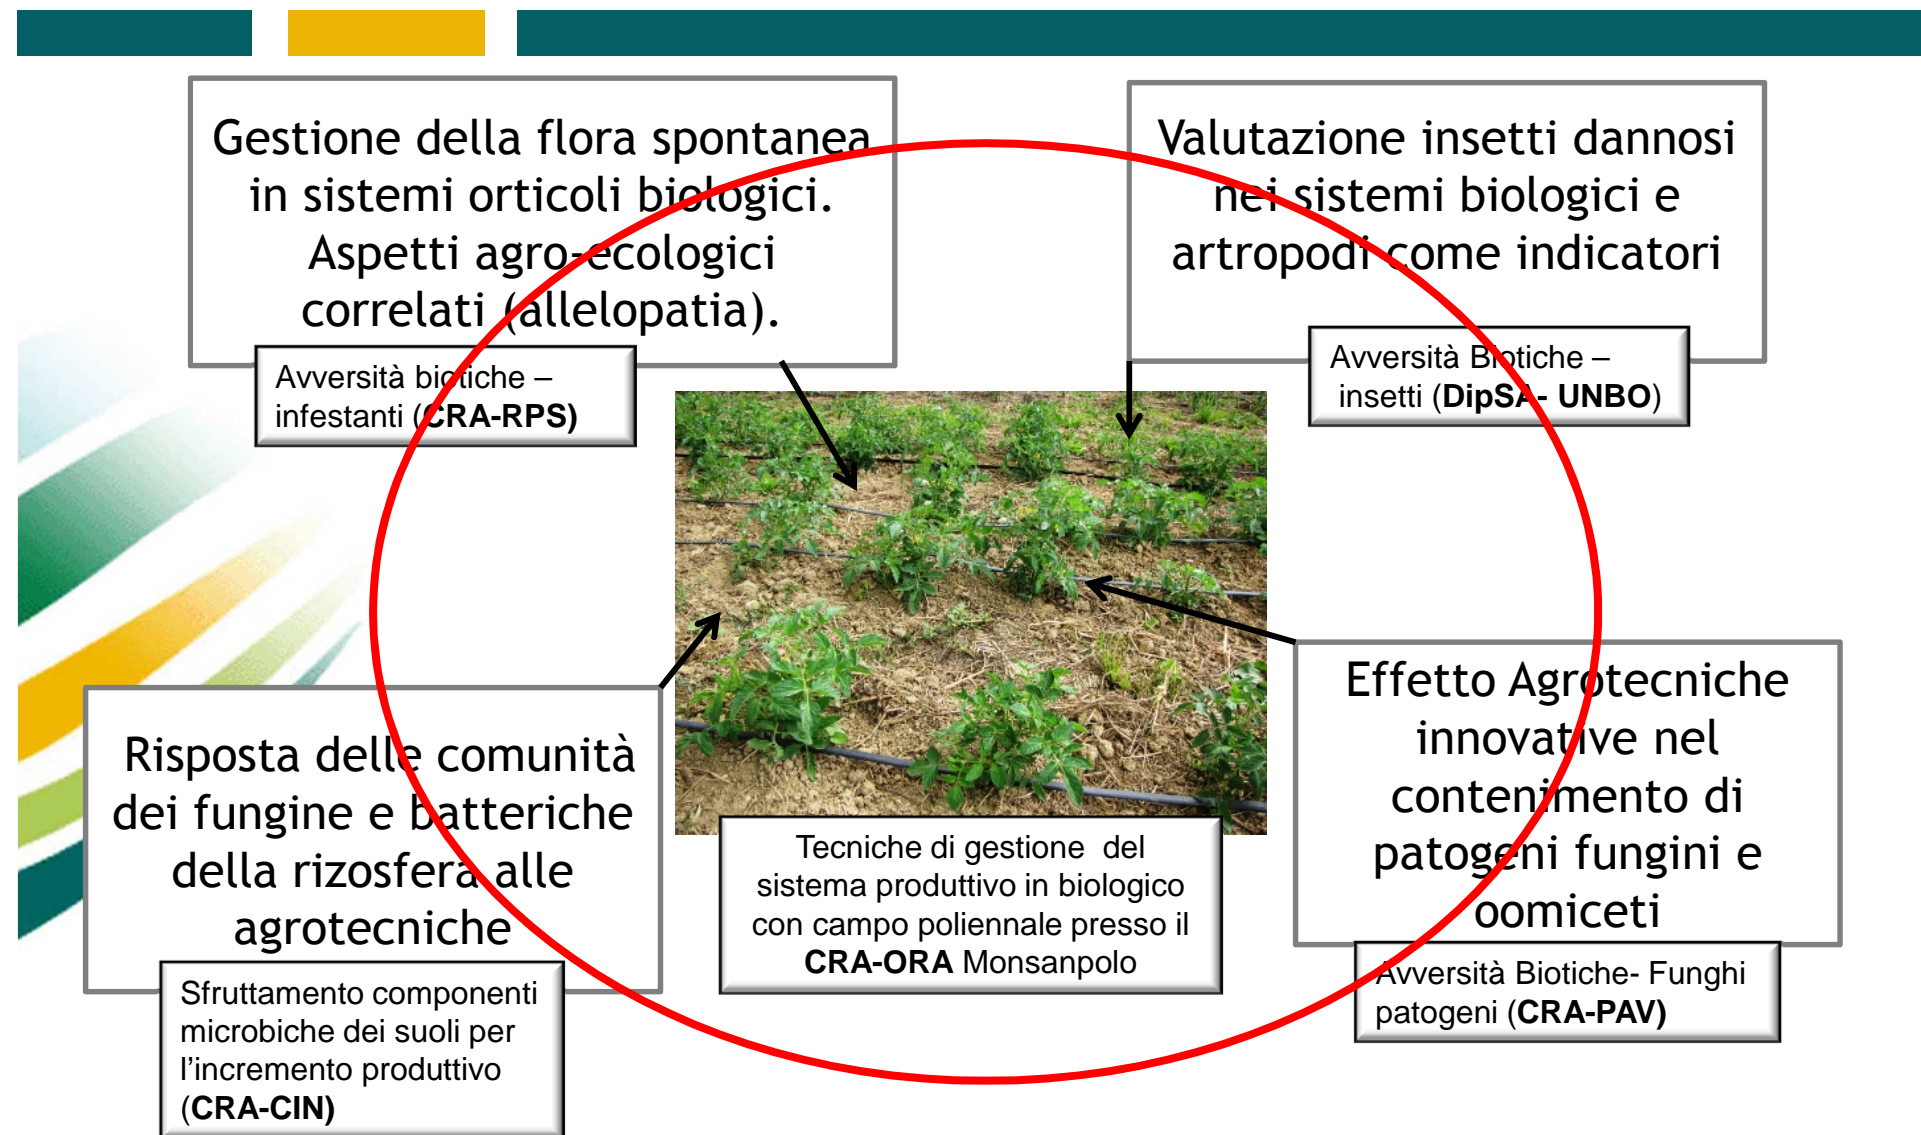 Gestione della flora spontanea
in sistemi orticoli biologici.
Aspetti agro-ecologici
correlati (allelopatia).
Avversità biotiche –
infestanti (CRA-RPS)
Valutazione insetti dannosi
nei sistemi biologici e
artropodi come indicatori
Avversità Biotiche –
insetti (DipSA- UNBO)
Risposta delle comunità
dei fungine e batteriche
della rizosfera alle
agrotecniche
Sfruttamento componenti
microbiche dei suoli per
l'incremento produttivo
(CRA-CIN)
Tecniche di gestione del
sistema produttivo in biologico
con campo poliennale presso il
CRA-ORA Monsanpolo
Effetto Agrotecniche
innovative nel
contenimento di
patogeni fungini e
oomiceti
Avversità Biotiche- Funghi
patogeni (CRA-PAV)